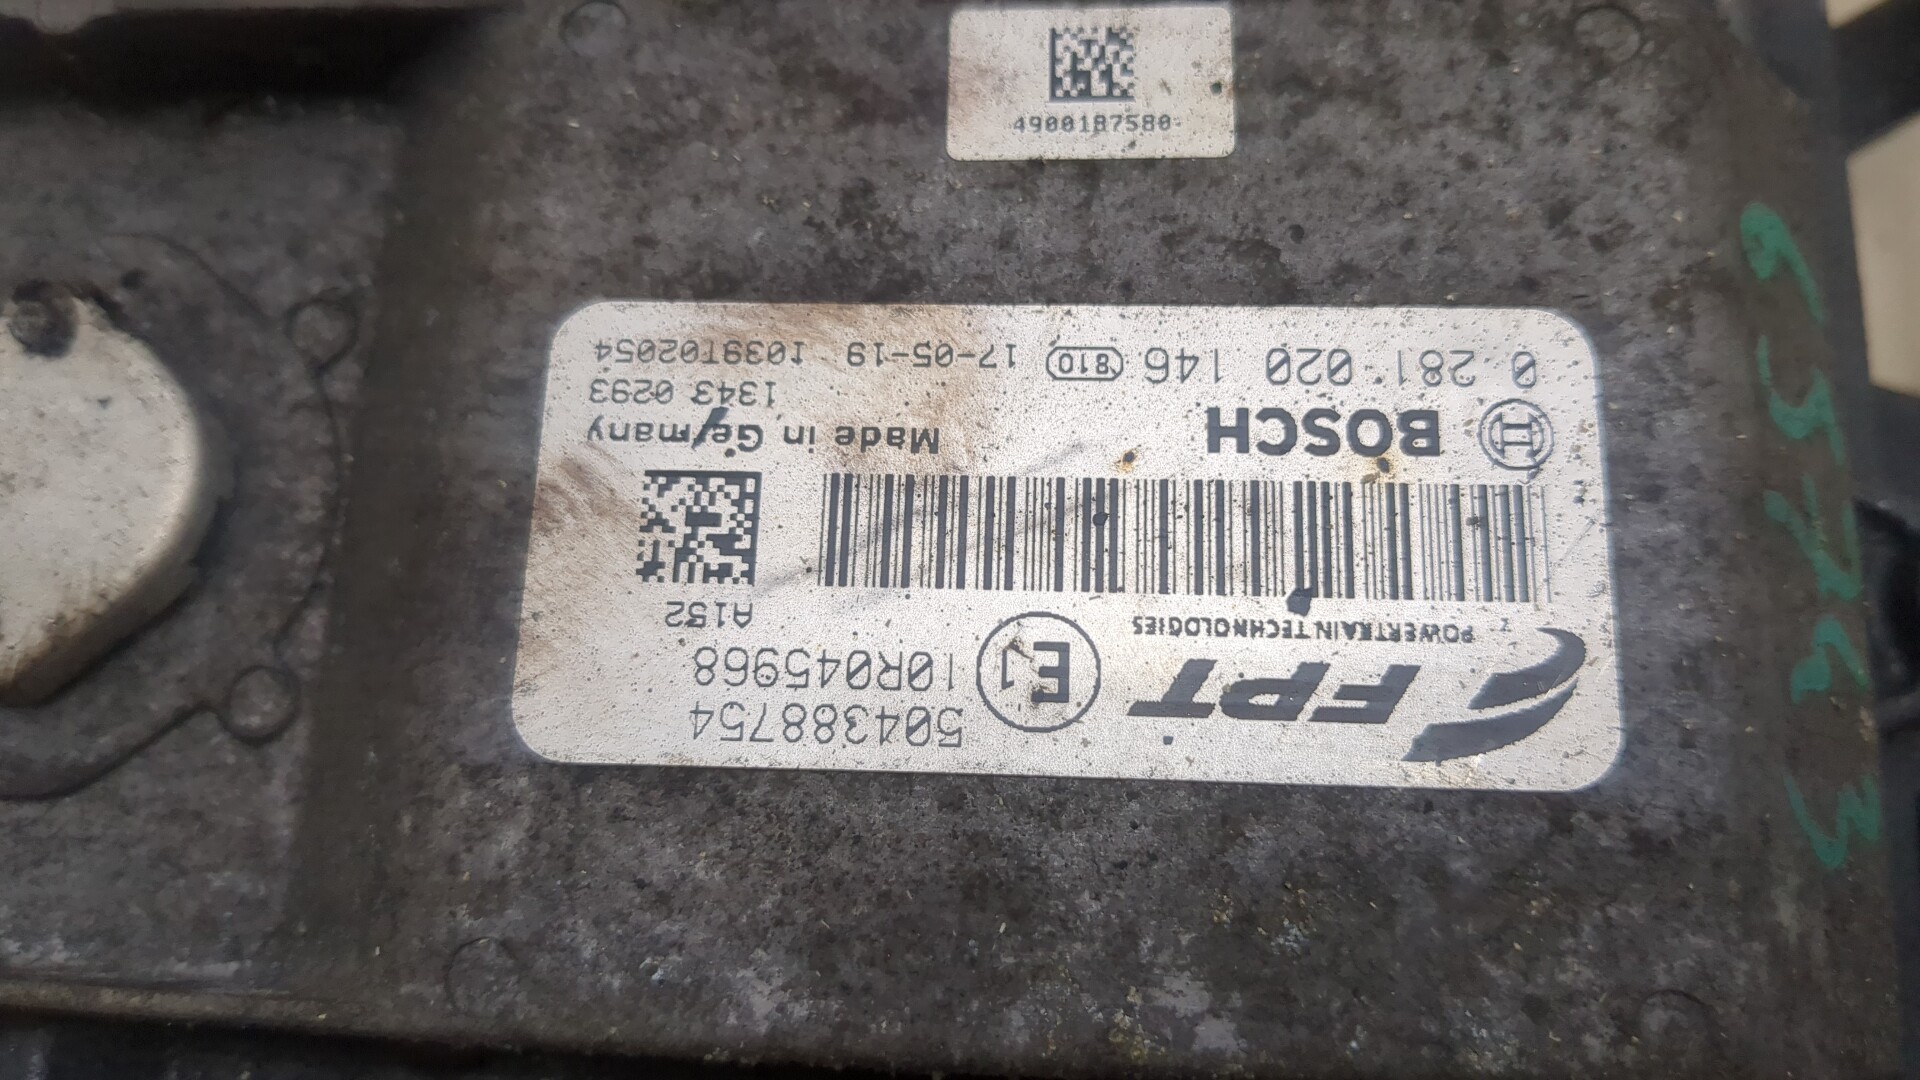 4900187580
504388754
10R045968
A152
E1
FPT
POWERTRAIN TECHNOLOGIES
Made in Germany
1343 0293
BOSCH
0 281 020 146 810 17-05-19 1039T02054